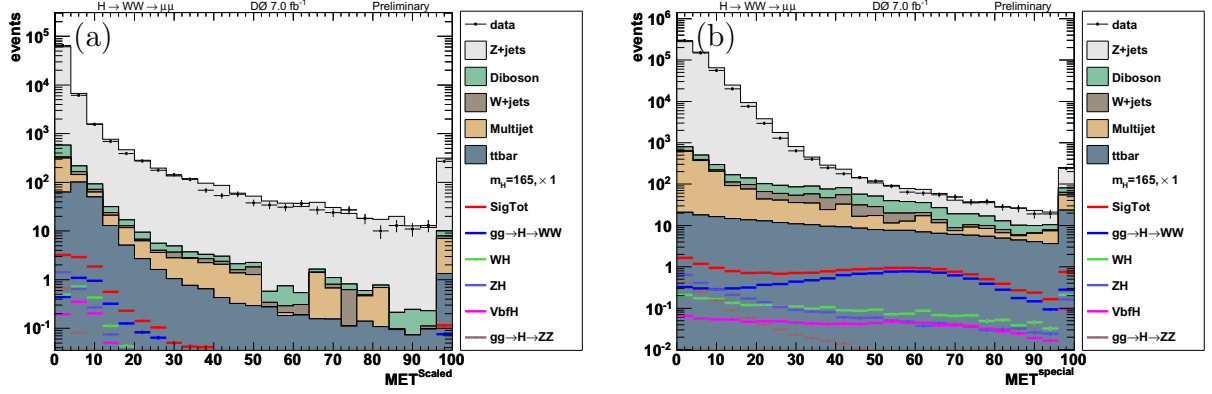 H → WW → μμ DØ 7.0 fb⁻¹ Preliminary
(a)
events
10⁵
10⁴
10³
10²
10
1
10⁻¹
0 10 20 30 40 50 60 70 80 90 100
MET^Scaled
data
Z+jets
Diboson
W+jets
Multijet
ttbar
m_H=165,× 1
SigTot
gg→H→WW
WH
ZH
VbfH
gg→H→ZZ
H → WW → μμ DØ 7.0 fb⁻¹ Preliminary
(b)
events
10⁶
10⁵
10⁴
10³
10²
10
1
10⁻¹
10⁻²
0 10 20 30 40 50 60 70 80 90 100
MET^special
data
Z+jets
Diboson
W+jets
Multijet
ttbar
m_H=165,× 1
SigTot
gg→H→WW
WH
ZH
VbfH
gg→H→ZZ